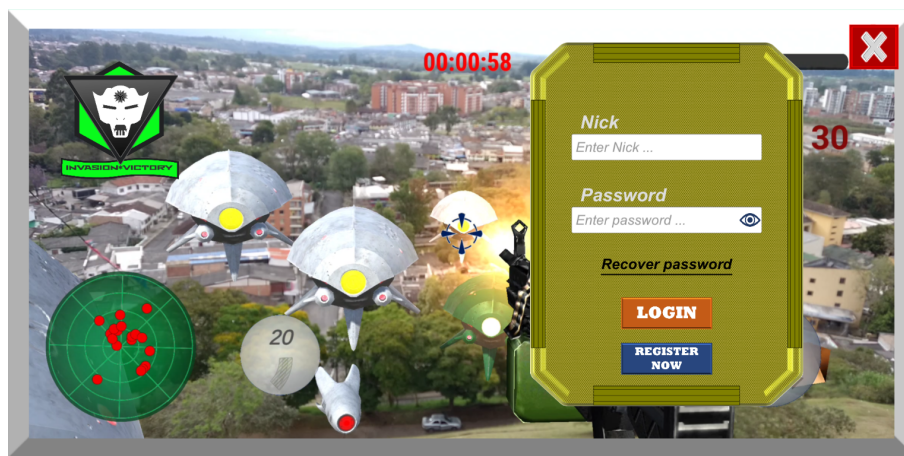 00:00:58
INVASION VICTORY
30
Nick
Enter Nick ...
Password
Enter password ...
Recover password
20
LOGIN
REGISTER
NOW